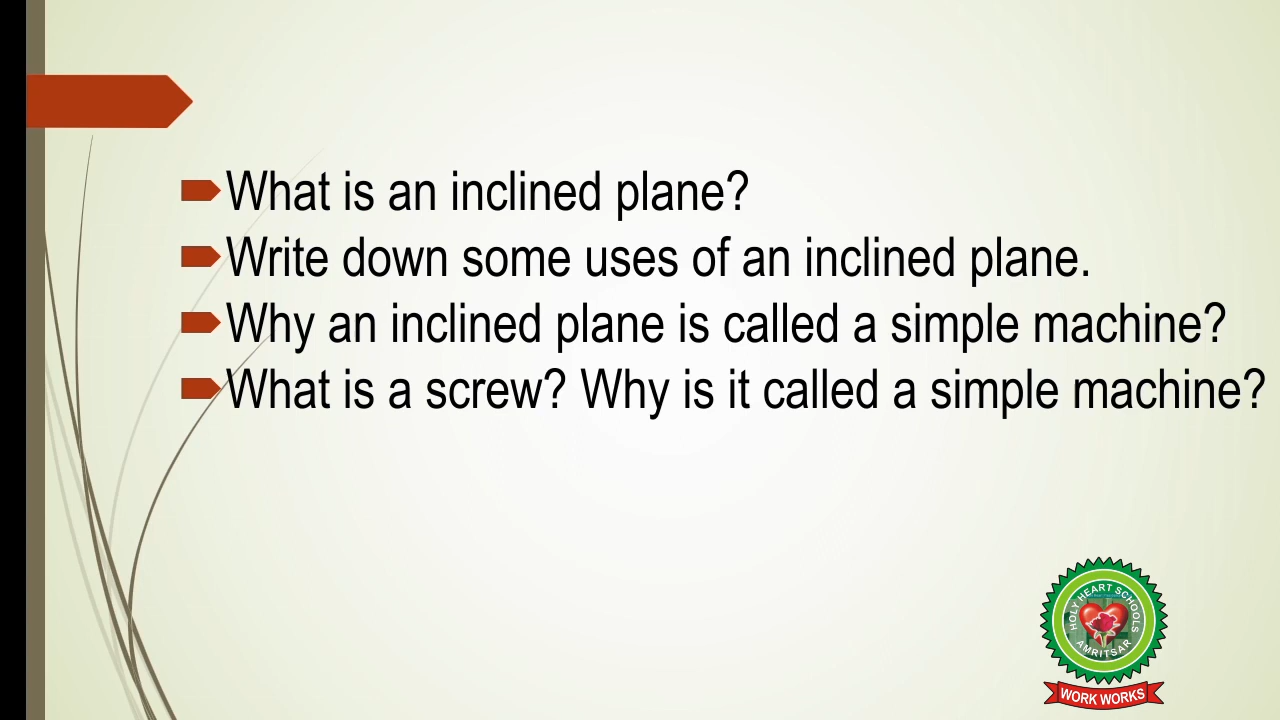 What is an inclined plane?
Write down some uses of an inclined plane.
Why an inclined plane is called a simple machine?
What is a screw? Why is it called a simple machine?
HOLY HEART SCHOOLS
AMRITSAR
WORK WORKS